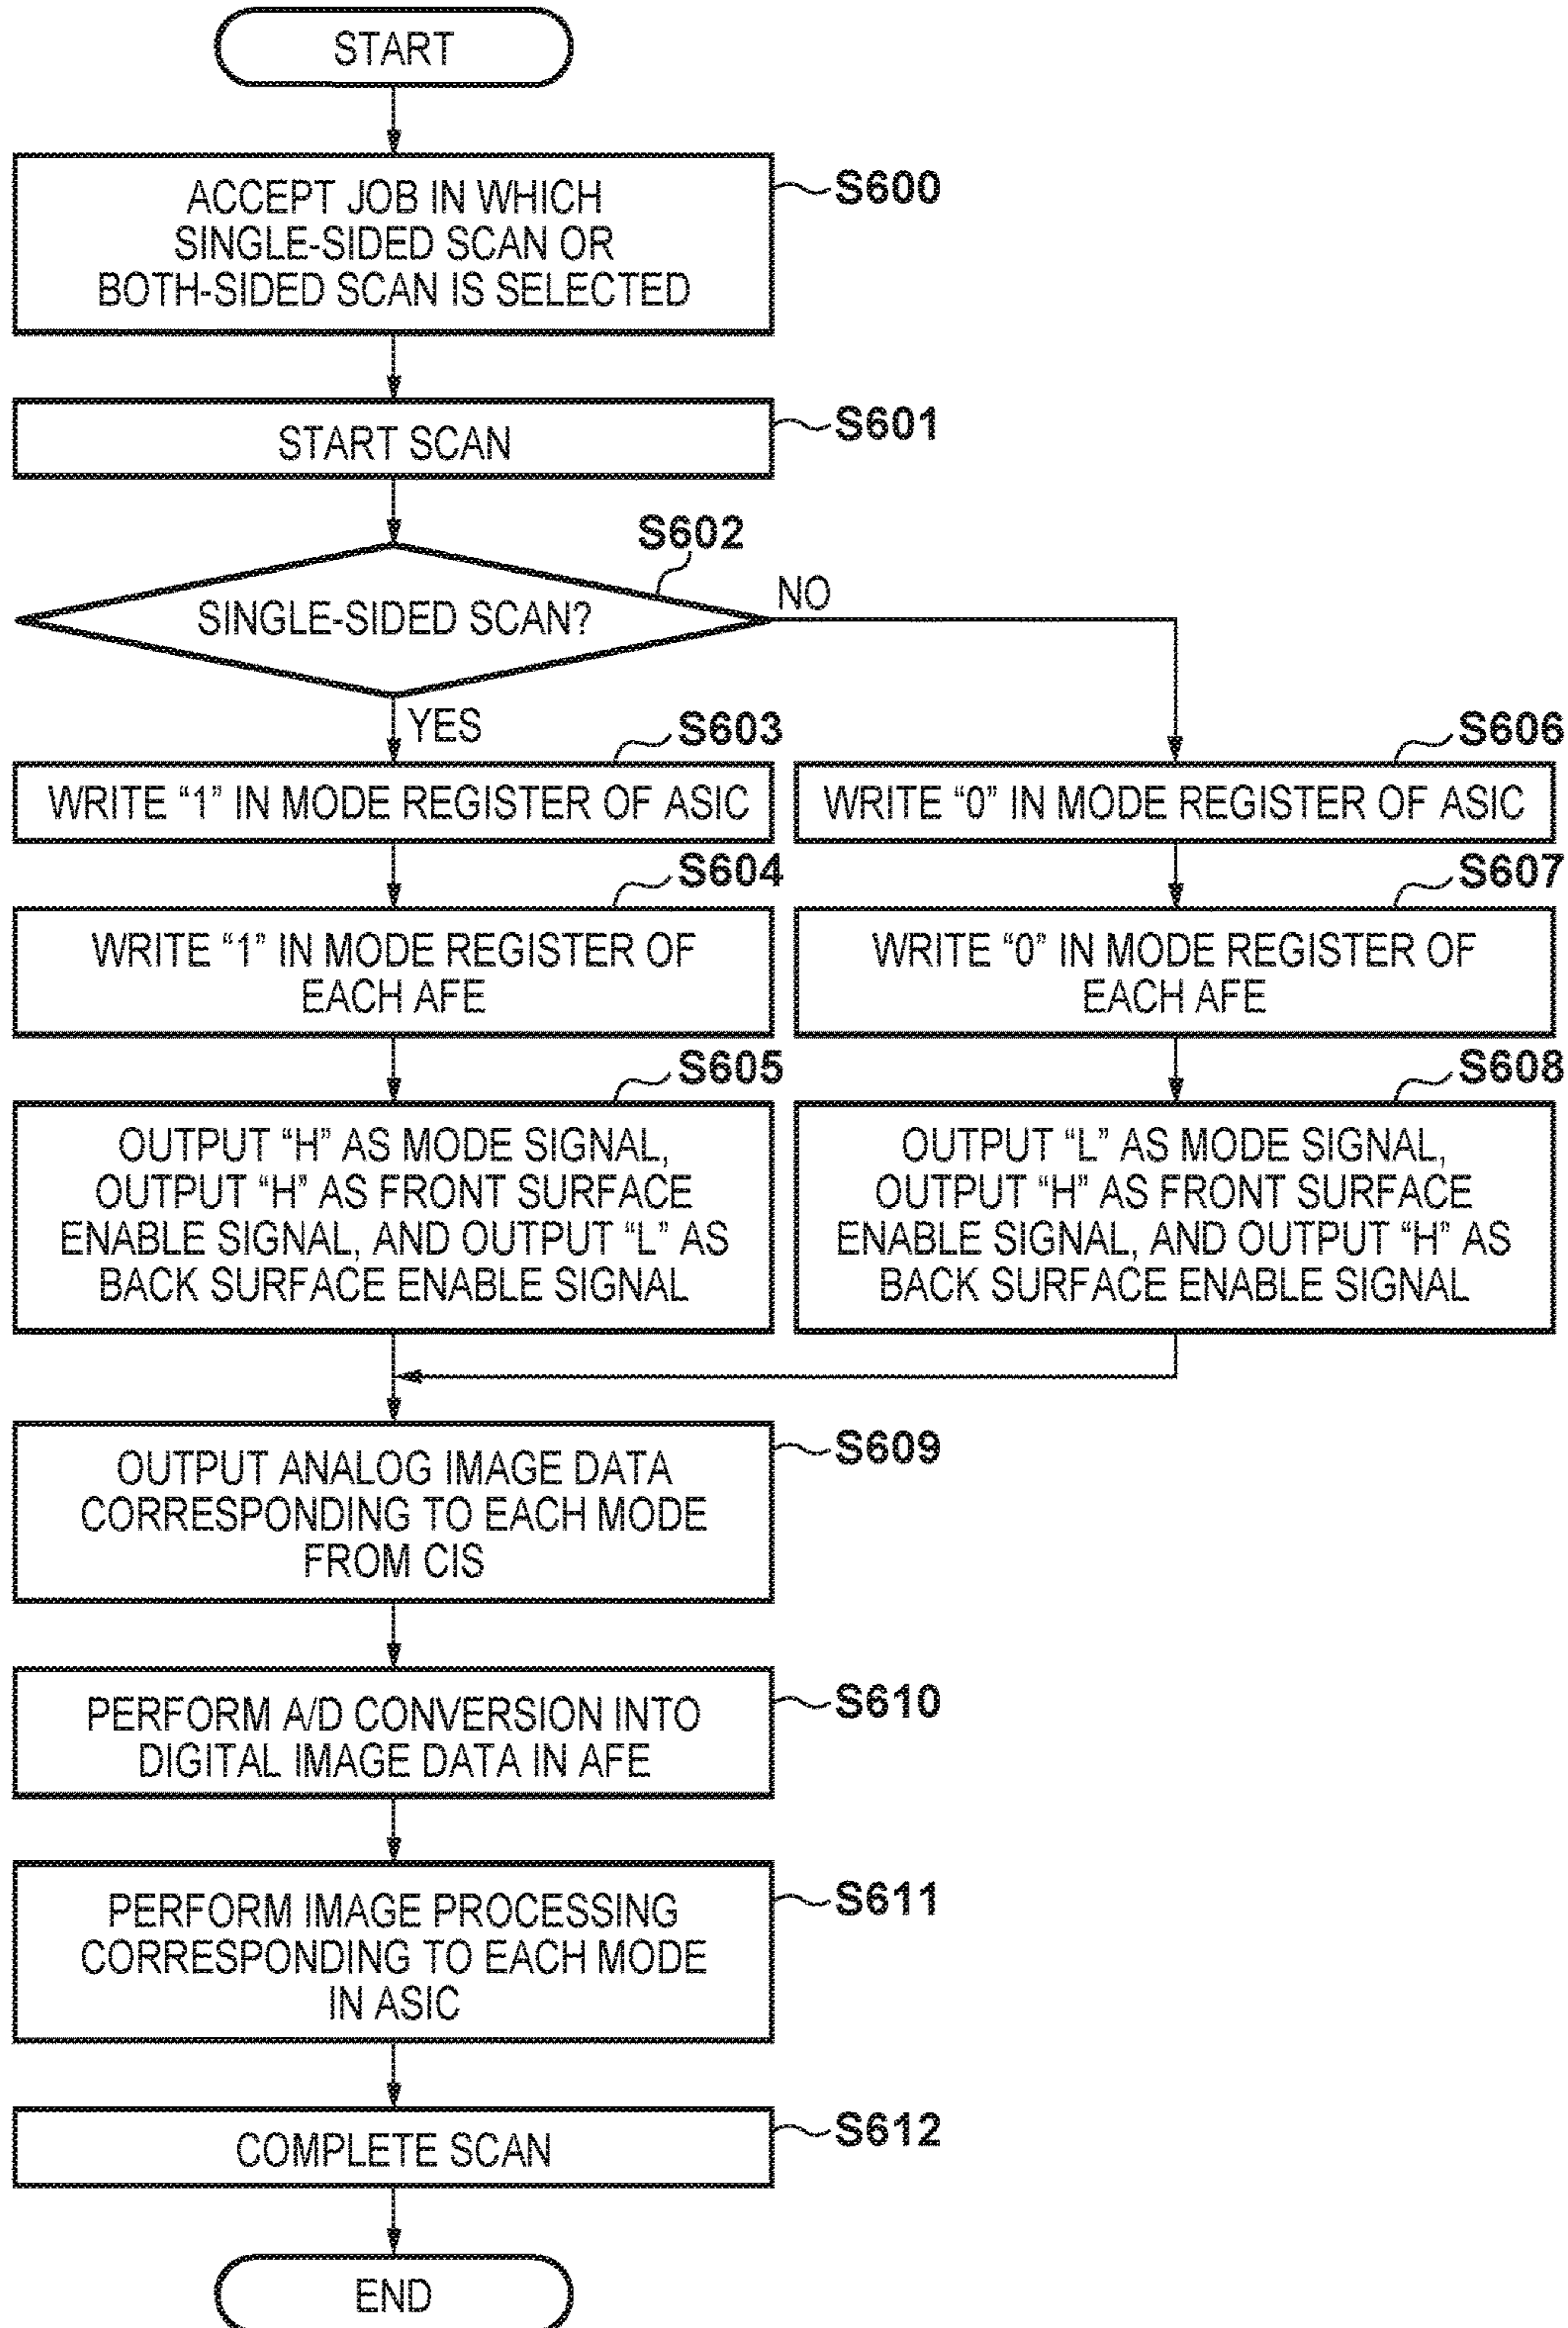 START
ACCEPT JOB IN WHICH
SINGLE-SIDED SCAN OR
BOTH-SIDED SCAN IS SELECTED
S600
START SCAN
S601
S602
SINGLE-SIDED SCAN?
NO
YES
S603
WRITE “1” IN MODE REGISTER OF ASIC
S604
WRITE “1” IN MODE REGISTER OF
EACH AFE
S605
OUTPUT “H” AS MODE SIGNAL,
OUTPUT “H” AS FRONT SURFACE
ENABLE SIGNAL, AND OUTPUT “L” AS
BACK SURFACE ENABLE SIGNAL
S606
WRITE “0” IN MODE REGISTER OF ASIC
S607
WRITE “0” IN MODE REGISTER OF
EACH AFE
S608
OUTPUT “L” AS MODE SIGNAL,
OUTPUT “H” AS FRONT SURFACE
ENABLE SIGNAL, AND OUTPUT “H” AS
BACK SURFACE ENABLE SIGNAL
OUTPUT ANALOG IMAGE DATA
CORRESPONDING TO EACH MODE
FROM CIS
S609
PERFORM A/D CONVERSION INTO
DIGITAL IMAGE DATA IN AFE
S610
PERFORM IMAGE PROCESSING
CORRESPONDING TO EACH MODE
IN ASIC
S611
COMPLETE SCAN
S612
END